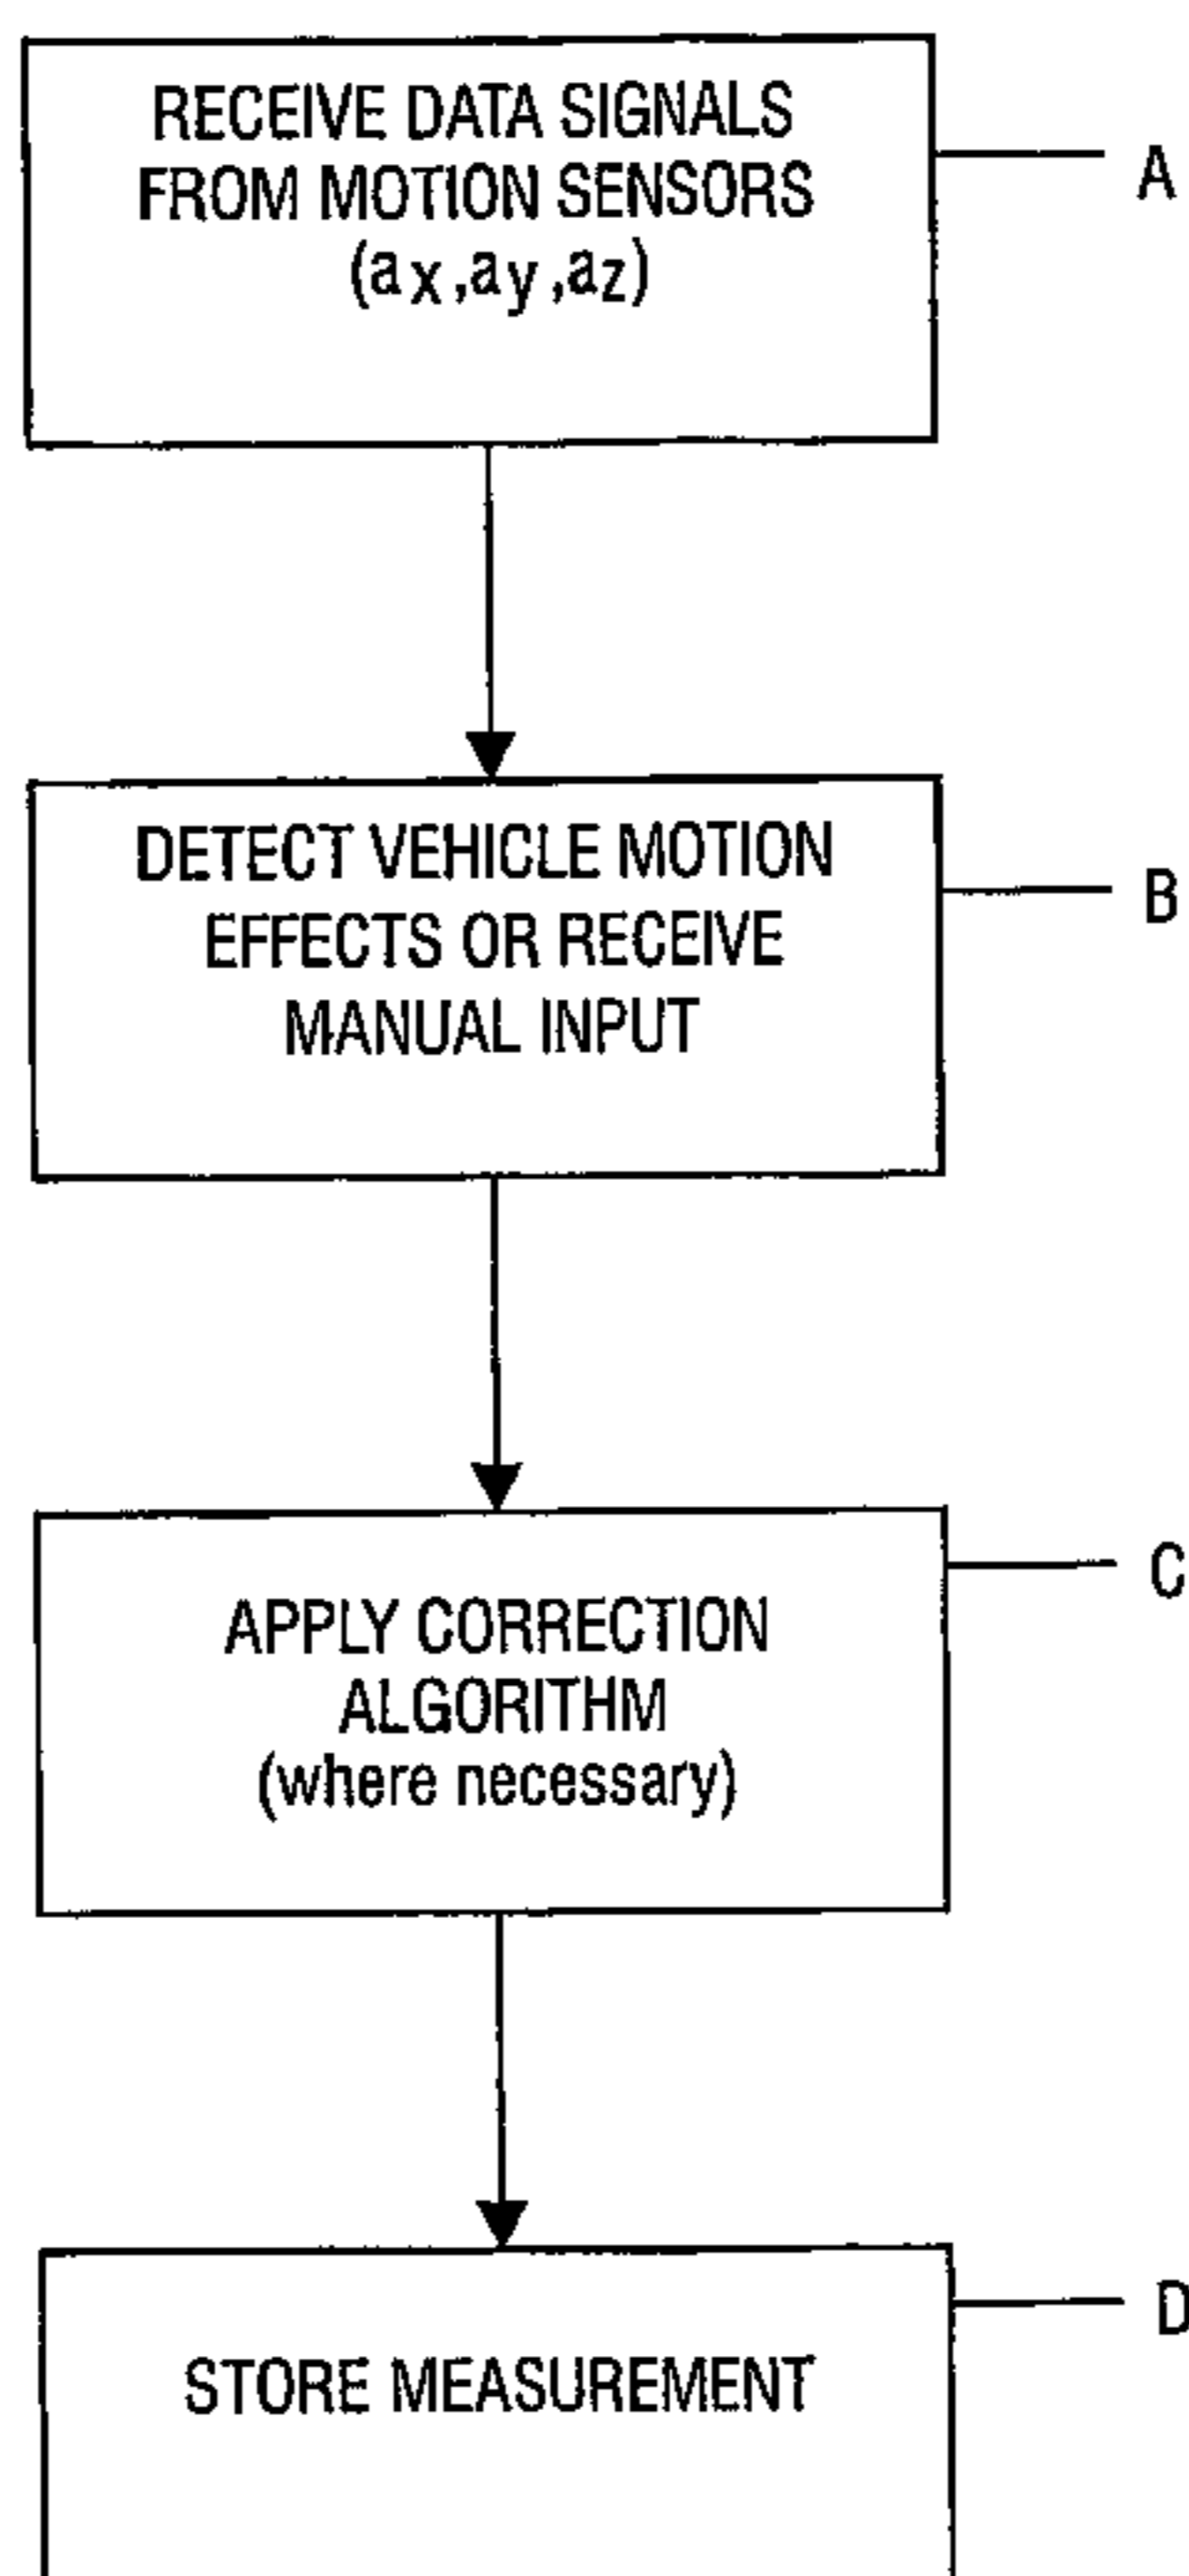 RECEIVE DATA SIGNALS
FROM MOTION SENSORS
(ax,ay,az)
A
DETECT VEHICLE MOTION
EFFECTS OR RECEIVE
MANUAL INPUT
B
APPLY CORRECTION
ALGORITHM
(where necessary)
C
STORE MEASUREMENT
D